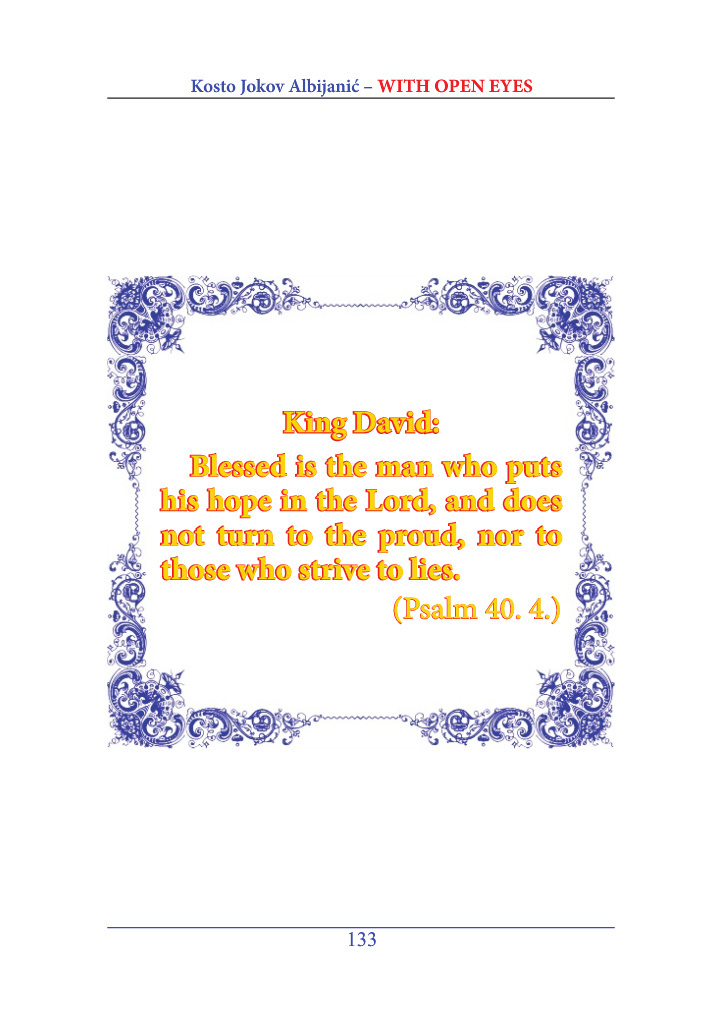 Kosto Jokov Albijanić – WITH OPEN EYES
King David:
Blessed is the man who puts
his hope in the Lord, and does
not turn to the proud, nor to
those who strive to lies.
(Psalm 40. 4.)
133